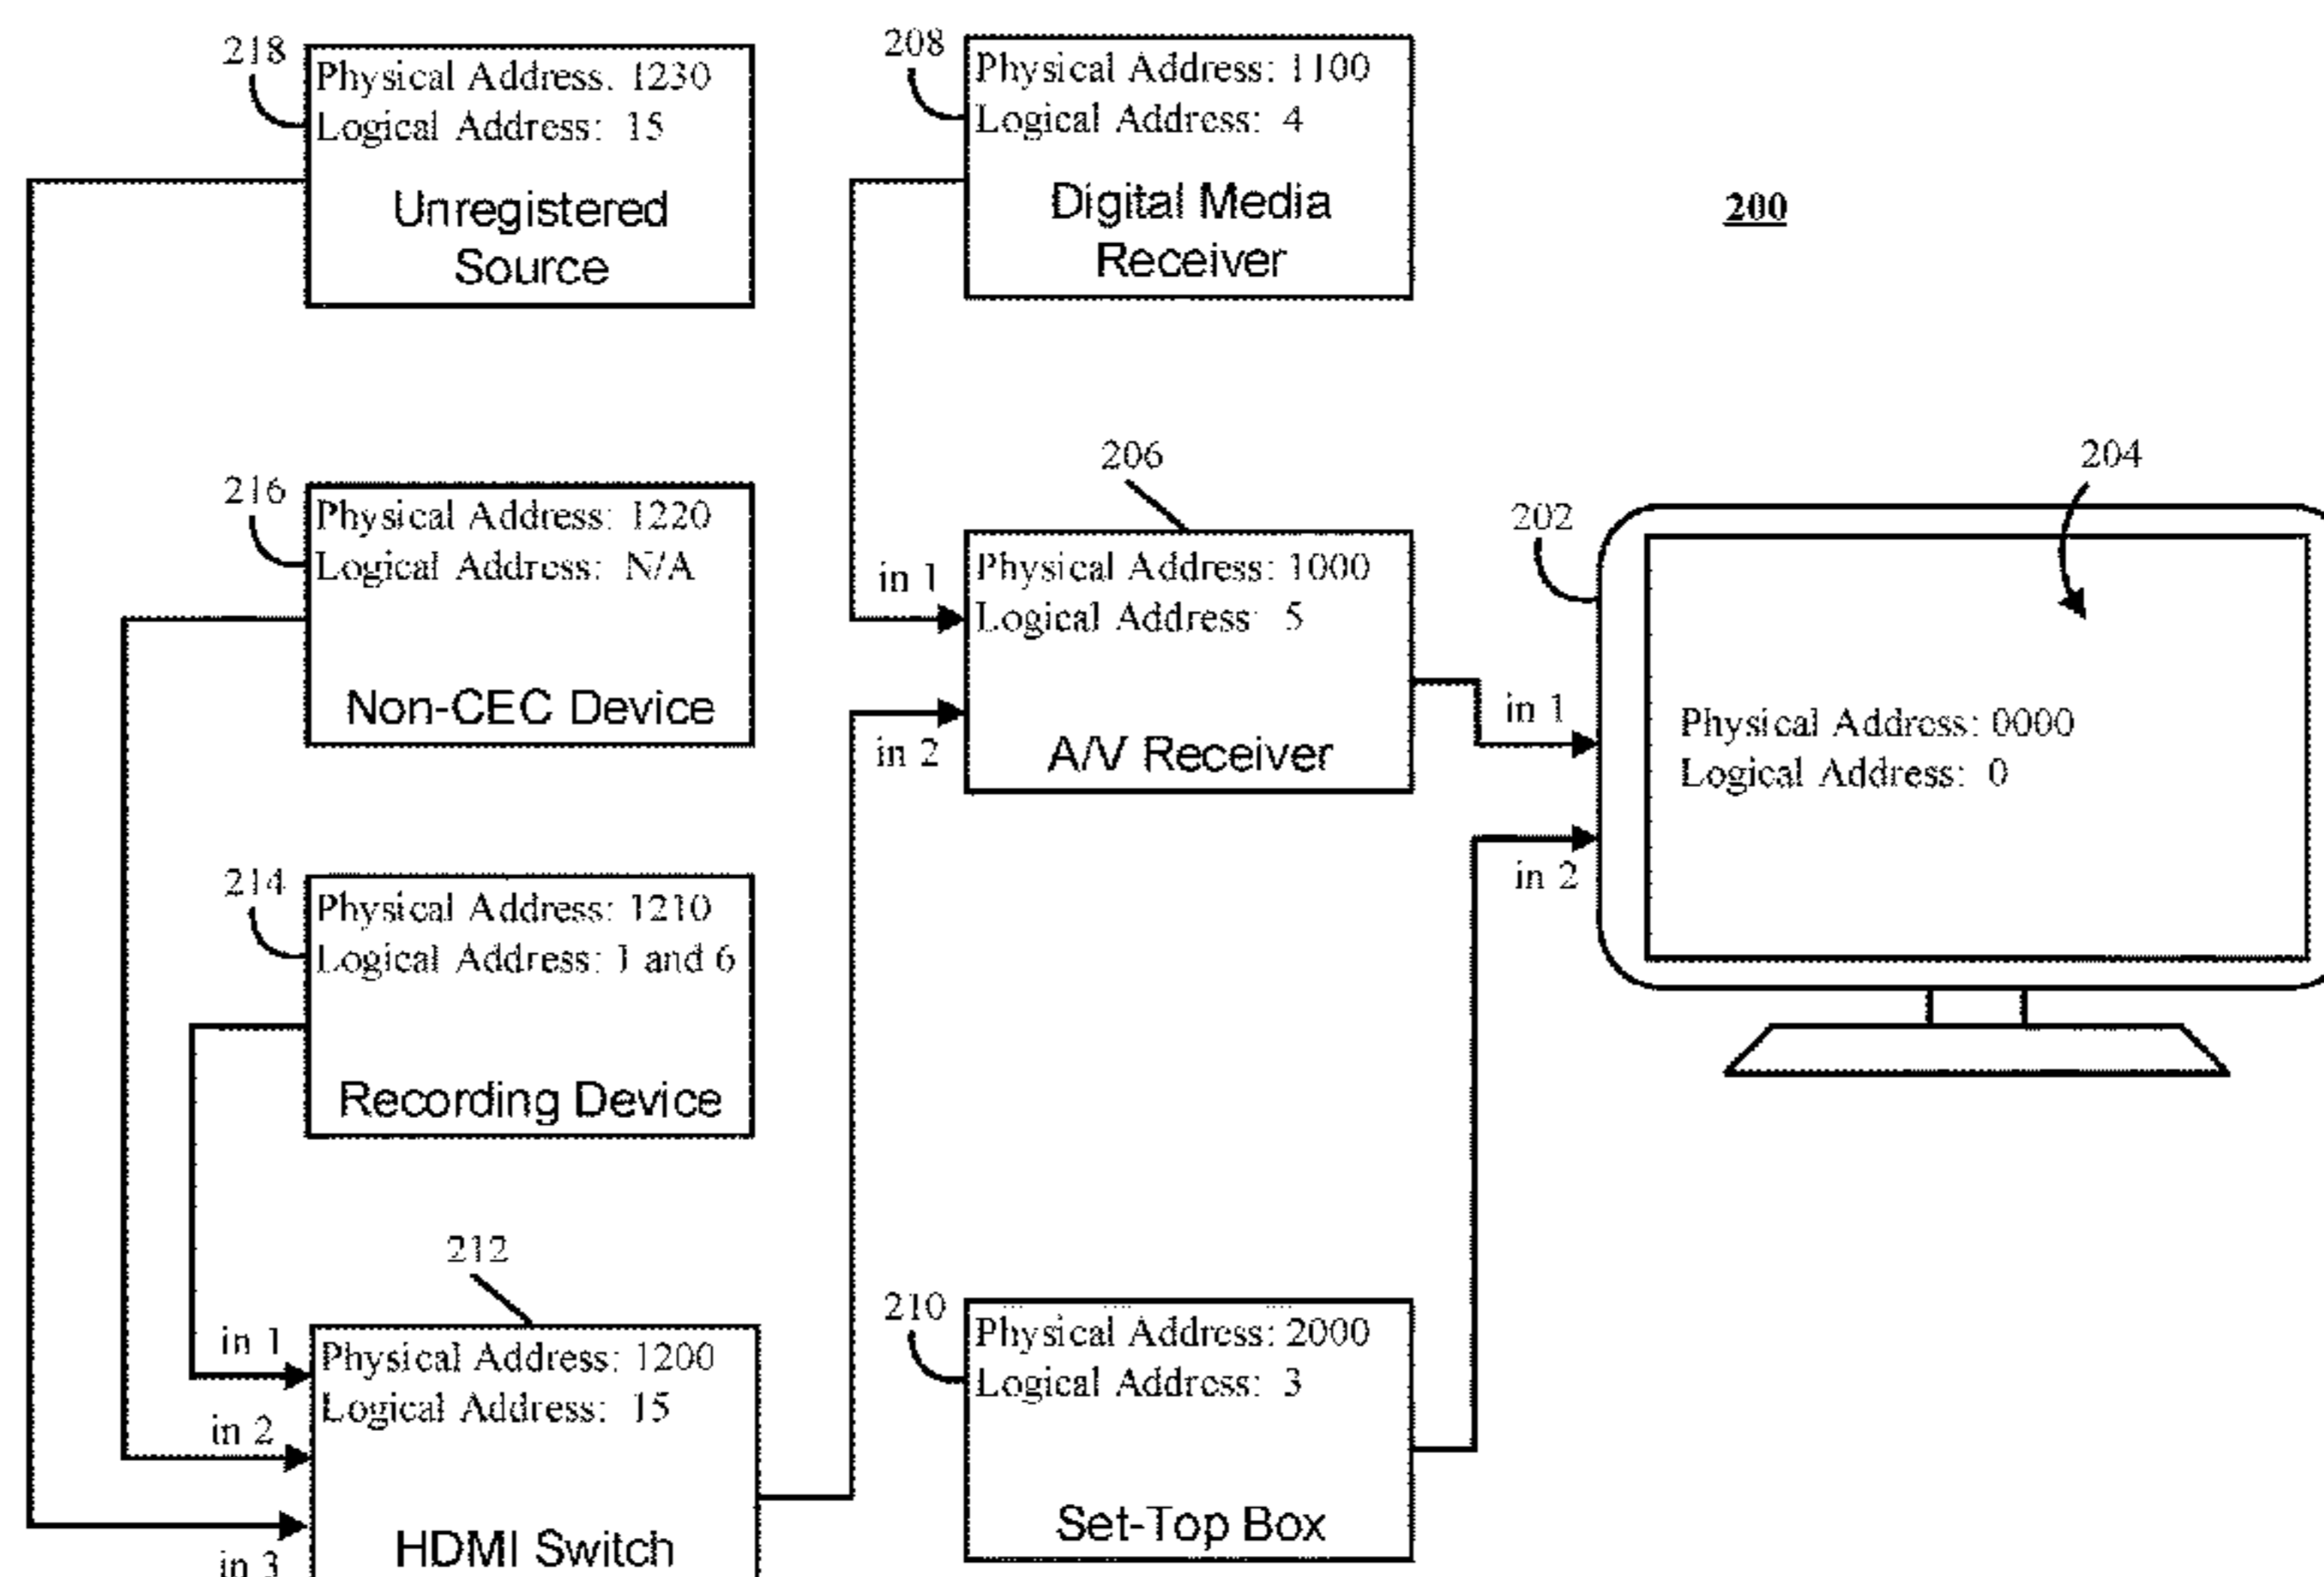 218
Physical Address. 1230
Logical Address: 15
Unregistered
Source
208
Physical Address: 1100
Logical Address: 4
Digital Media
Receiver
200
216
Physical Address: 1220
Logical Address: N/A
Non-CEC Device
206
in 1
Physical Address: 1000
Logical Address 5
in 2
A/V Receiver
202
204
in 1
in 2
Physical Address: 0000
Logical Address: 0
214
Physical Address: 1210
Logical Address: 1 and 6
Recording Device
212
in 1
Physical Address: 1200
Logical Address: 15
in 2
in 3
HDMI Switch
210
Physical Address: 2000
Logical Address: 3
Set-Top Box